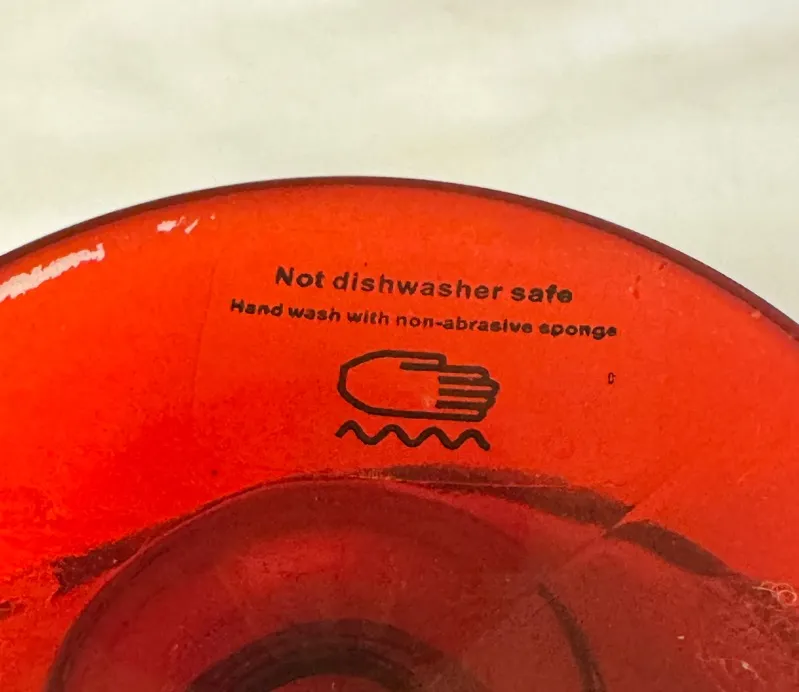 Not dishwasher safe
Hand wash with non-abrasive sponge